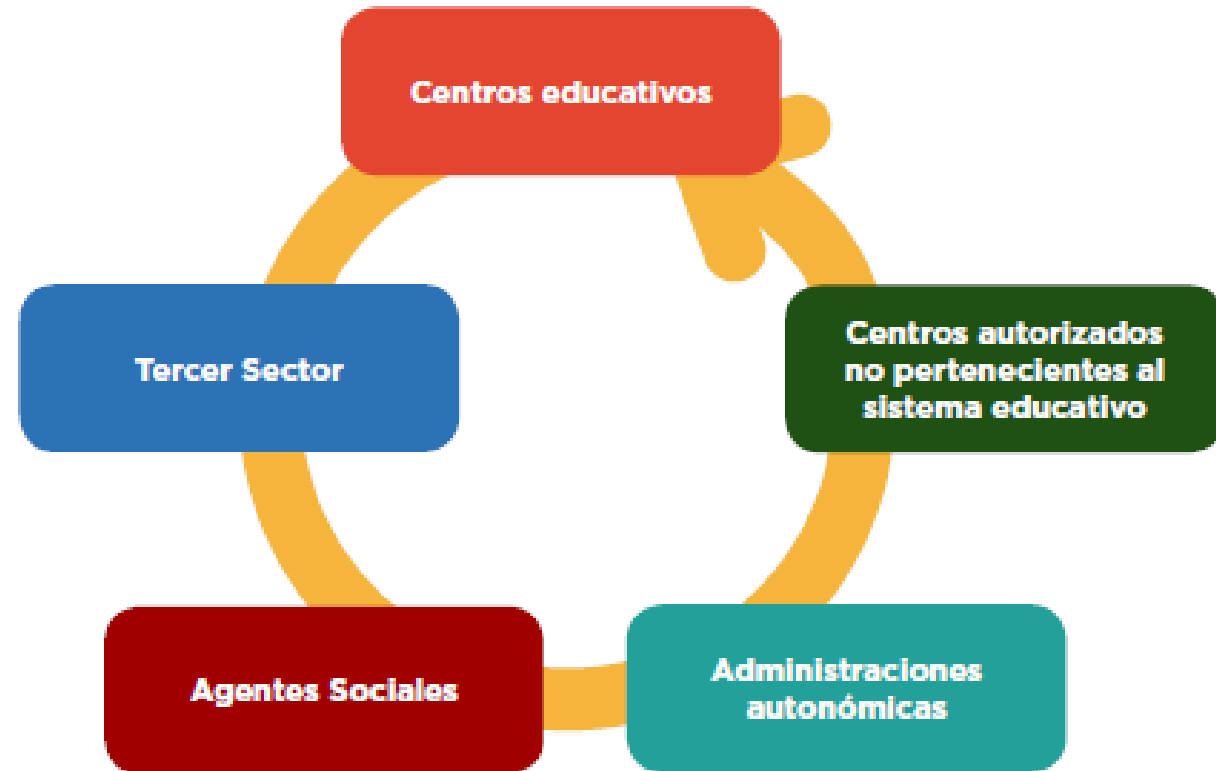 Centros educativos
Centros autorizados
no pertenecientes al
sistema educativo
Tercer Sector
Administraciones
autonómicas
Agentes Sociales